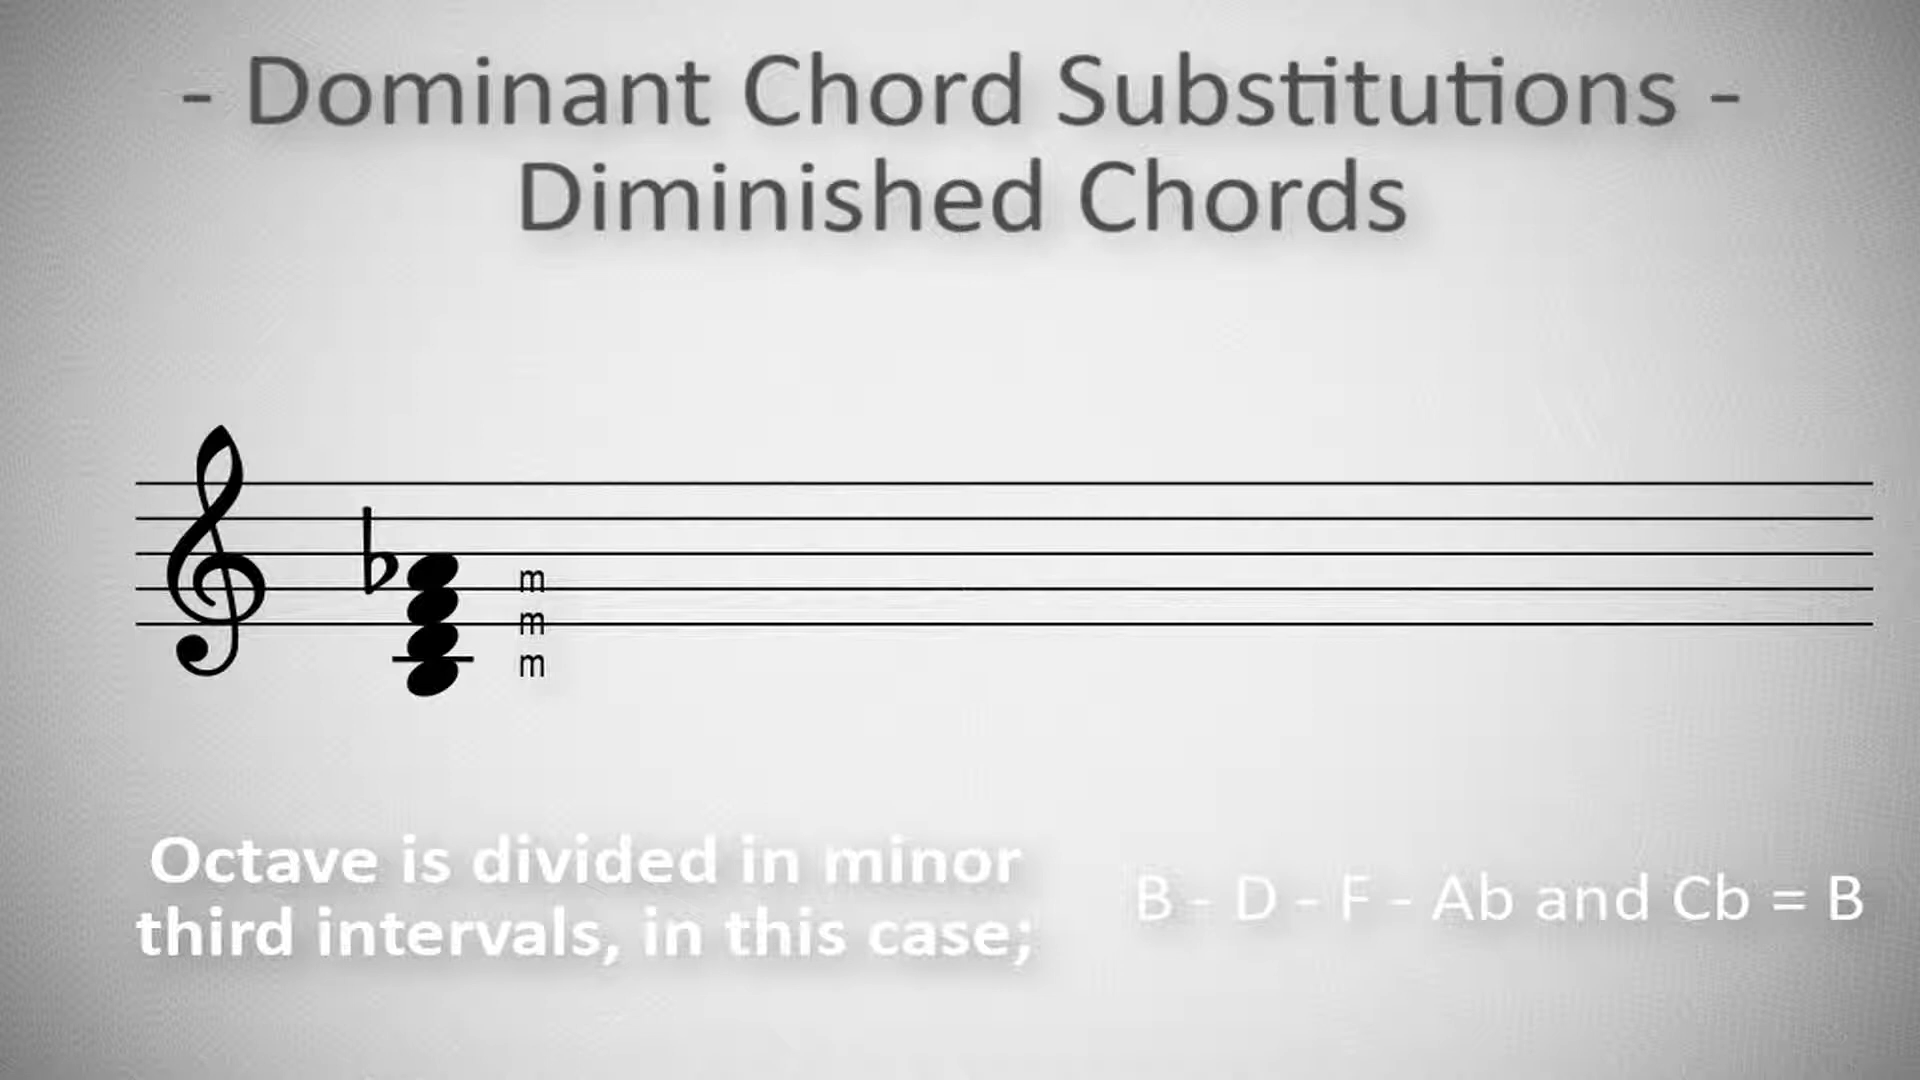 - Dominant Chord Substitutions -
Diminished Chords
m
m
m
Octave is divided in minor
third intervals, in this case;
B - D - F - Ab and Cb = B